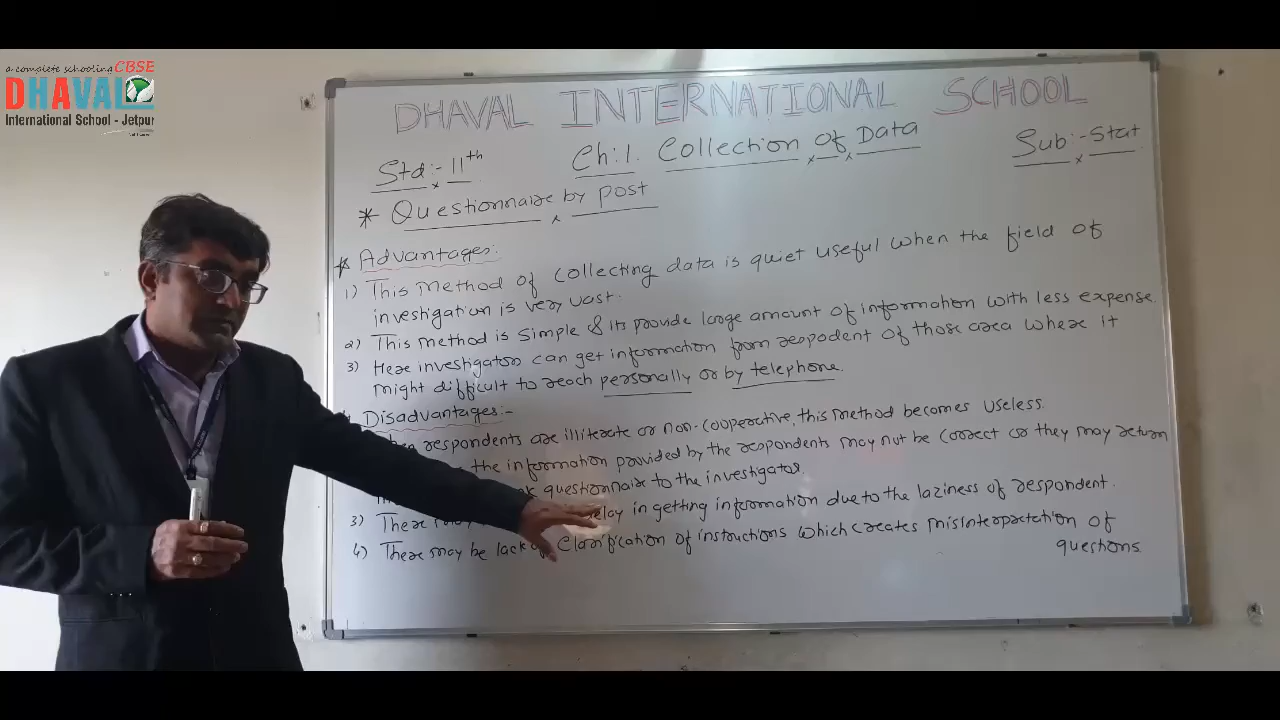 a complete schooling CBSE
DHAVAL
International School - Jetpur
DHAVAL INTERNATIONAL SCHOOL
Std:- 11th
Ch:1. Collection of Data
Sub:-Stat
* Questionnaire by post
* Advantages:
1) This Method of collecting data is quiet useful when the field of
investigation is very vast.
2) This method is simple & its provide large amount of information with less expense.
3) Here investigator can get information from respodent of those area where it
might difficult to reach personally or by telephone.
Disadvantages:-
respondents are illiterate or non-cooperative, this method becomes useless.
the information provided by the respondents may not be correct or they may return
questionnaire to the investigator.
3) There may delay in getting information due to the laziness of respondent.
4) There may be lack of clarification of instructions which creates misinterpretation of
questions